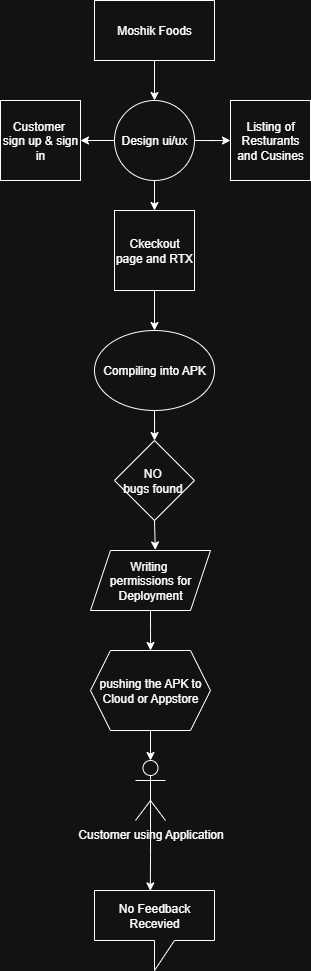 Moshik Foods
Customer
sign up & sign
in
Design ui/ux
Listing of
Resturants
and Cusines
Ckeckout
page and RTX
Compiling into APK
NO
bugs found
Writing
permissions for
Deployment
pushing the APK to
Cloud or Appstore
Customer using Application
No Feedback
Recevied